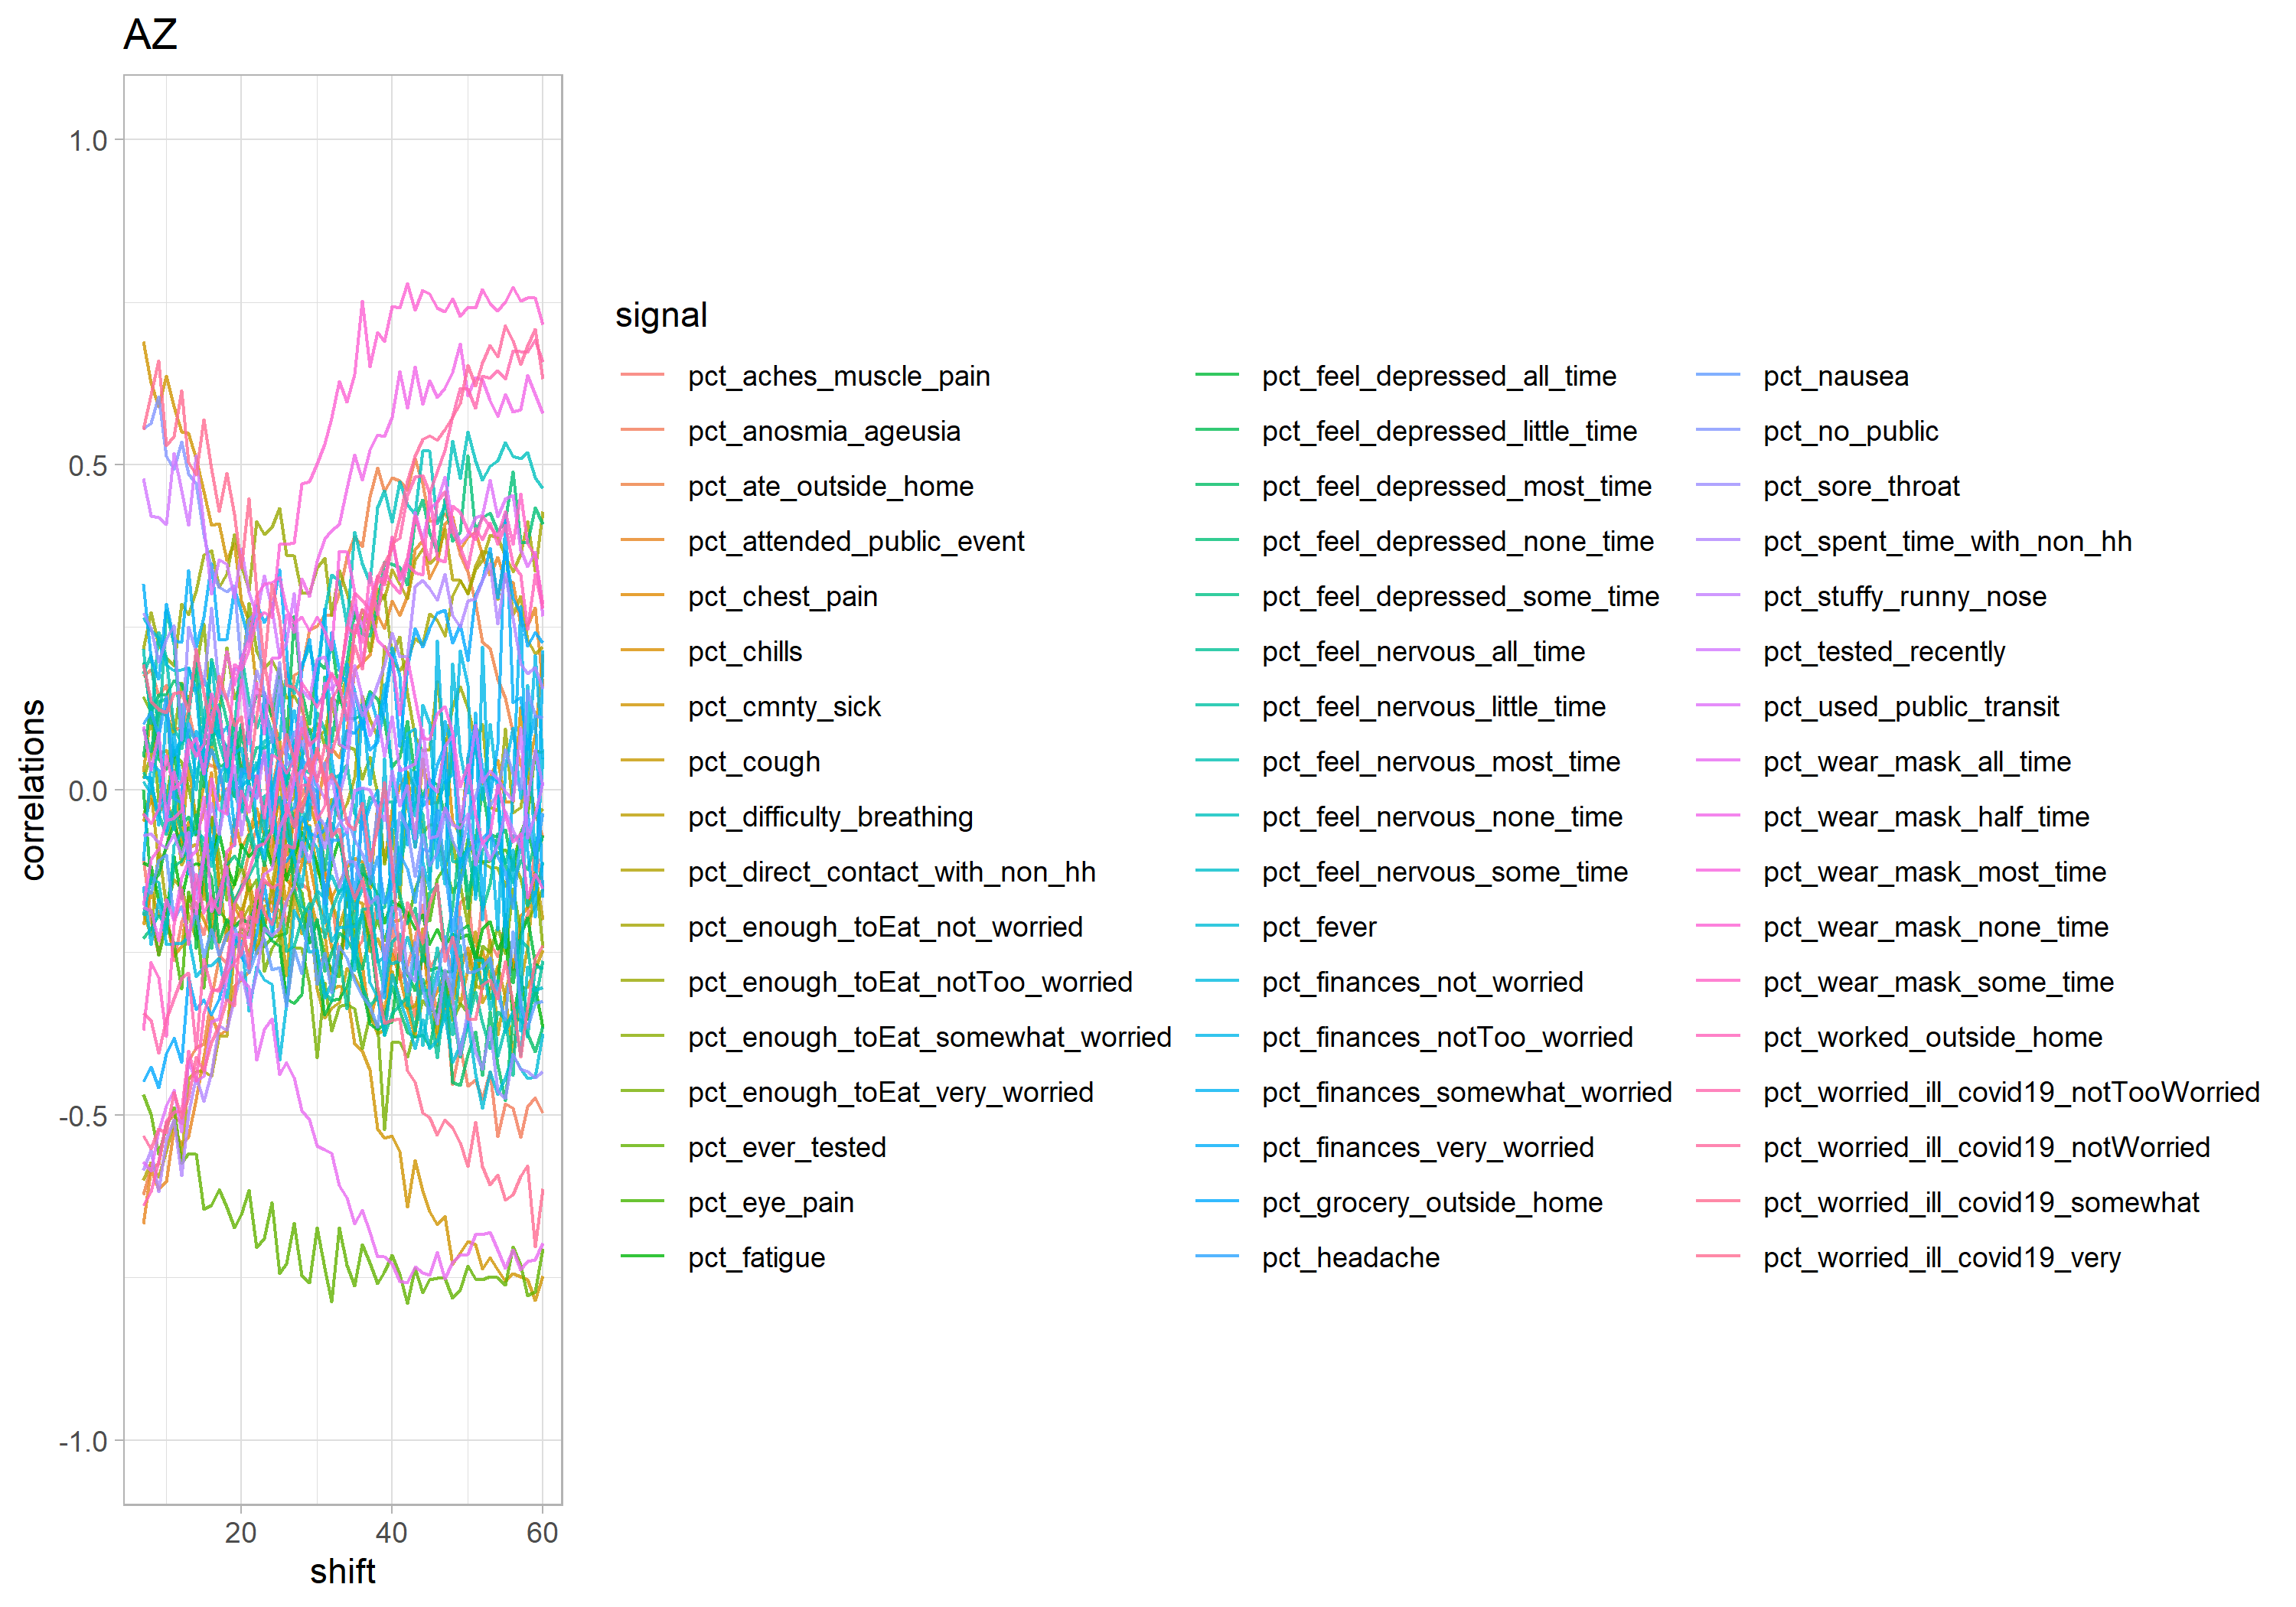 AZ
1.0
0.5
0.0
-0.5
-1.0
correlations
20
40
60
shift
signal
pct_aches_muscle_pain
pct_anosmia_ageusia
pct_ate_outside_home
pct_attended_public_event
pct_chest_pain
pct_chills
pct_cmnty_sick
pct_cough
pct_difficulty_breathing
pct_direct_contact_with_non_hh
pct_enough_toEat_not_worried
pct_enough_toEat_notToo_worried
pct_enough_toEat_somewhat_worried
pct_enough_toEat_very_worried
pct_ever_tested
pct_eye_pain
pct_fatigue
pct_feel_depressed_all_time
pct_feel_depressed_little_time
pct_feel_depressed_most_time
pct_feel_depressed_none_time
pct_feel_depressed_some_time
pct_feel_nervous_all_time
pct_feel_nervous_little_time
pct_feel_nervous_most_time
pct_feel_nervous_none_time
pct_feel_nervous_some_time
pct_fever
pct_finances_not_worried
pct_finances_notToo_worried
pct_finances_somewhat_worried
pct_finances_very_worried
pct_grocery_outside_home
pct_headache
pct_nausea
pct_no_public
pct_sore_throat
pct_spent_time_with_non_hh
pct_stuffy_runny_nose
pct_tested_recently
pct_used_public_transit
pct_wear_mask_all_time
pct_wear_mask_half_time
pct_wear_mask_most_time
pct_wear_mask_none_time
pct_wear_mask_some_time
pct_worked_outside_home
pct_worried_ill_covid19_notTooWorried
pct_worried_ill_covid19_notWorried
pct_worried_ill_covid19_somewhat
pct_worried_ill_covid19_very